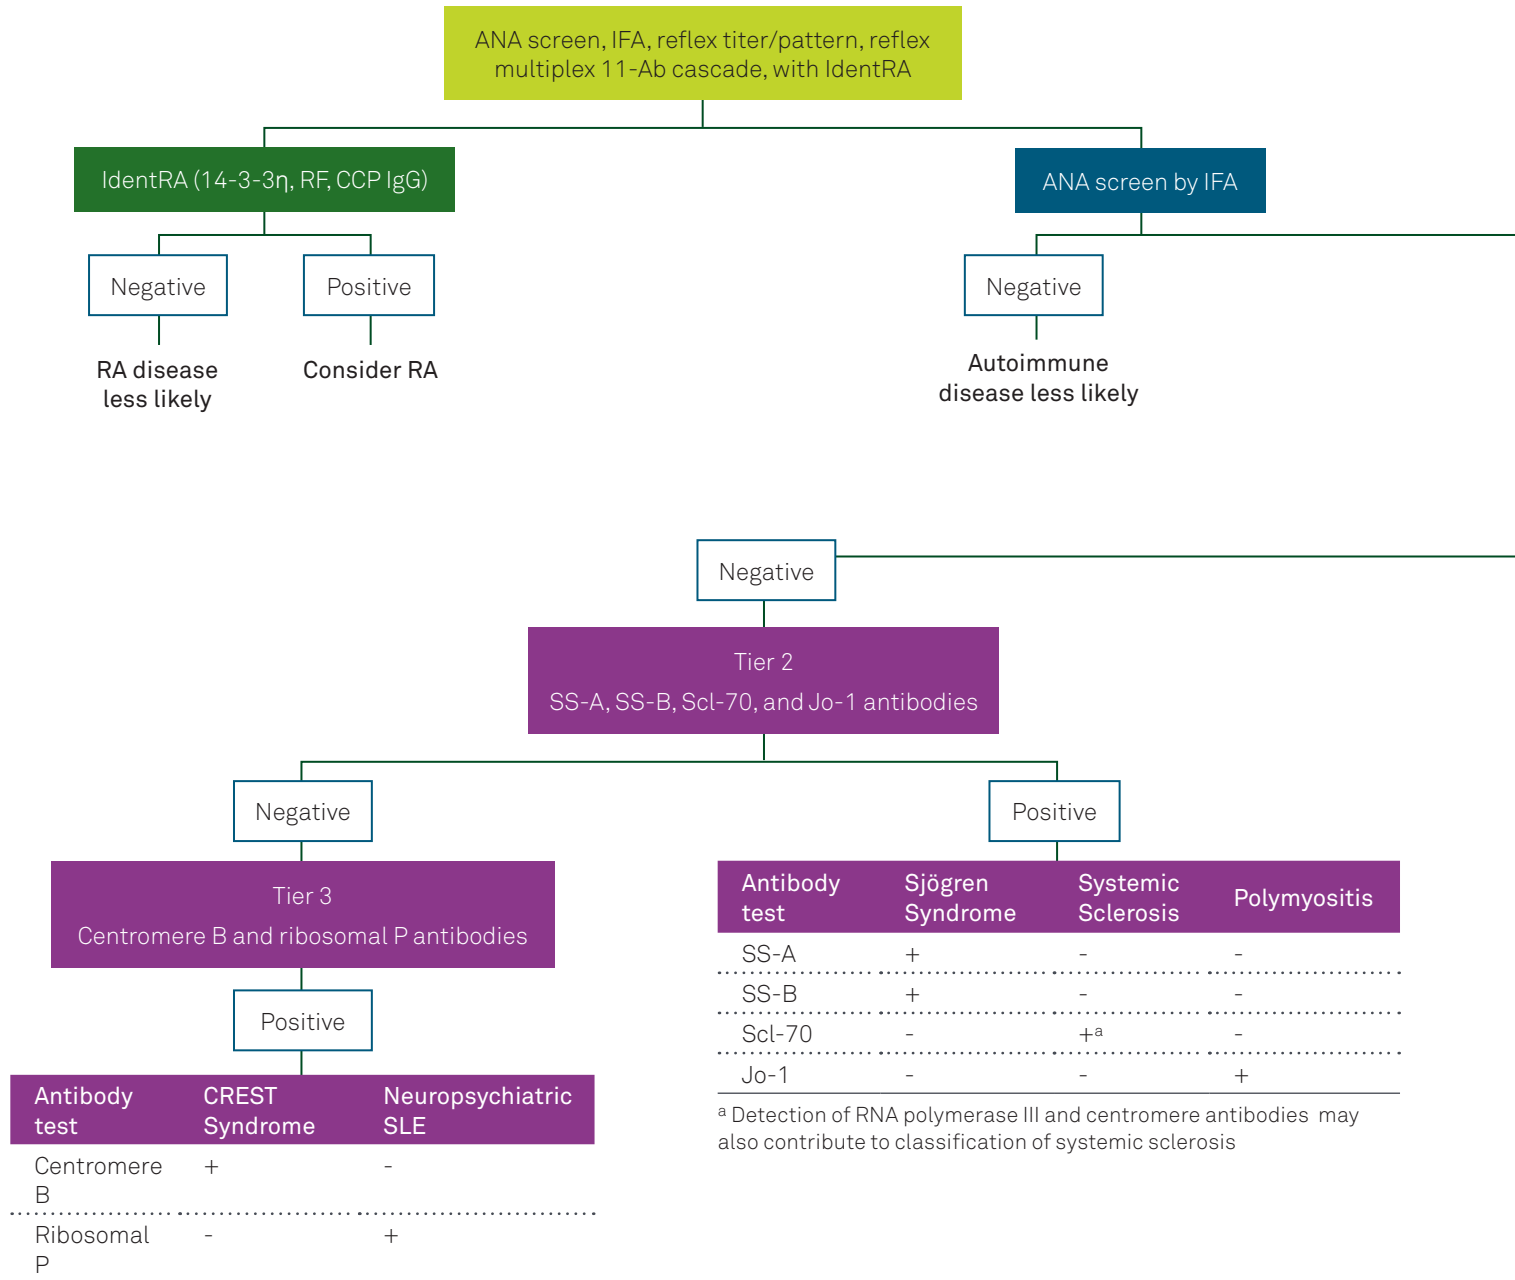 ANA screen, IFA, reflex titer/pattern, reflex
multiplex 11-Ab cascade, with IdentRA
IdentRA (14-3-3η, RF, CCP IgG)
ANA screen by IFA
Negative
Positive
Negative
RA disease
less likely
Consider RA
Autoimmune
disease less likely
Negative
Tier 2
SS-A, SS-B, Scl-70, and Jo-1 antibodies
Negative
Positive
Tier 3
Centromere B and ribosomal P antibodies
Positive
Antibody test Sjögren Syndrome Systemic Sclerosis Polymyositis
SS-A + - -
SS-B + - -
Scl-70 - +ª -
Jo-1 - - +
ª Detection of RNA polymerase III and centromere antibodies may
also contribute to classification of systemic sclerosis
Antibody test CREST Syndrome Neuropsychiatric SLE
Centromere B + -
Ribosomal P - +